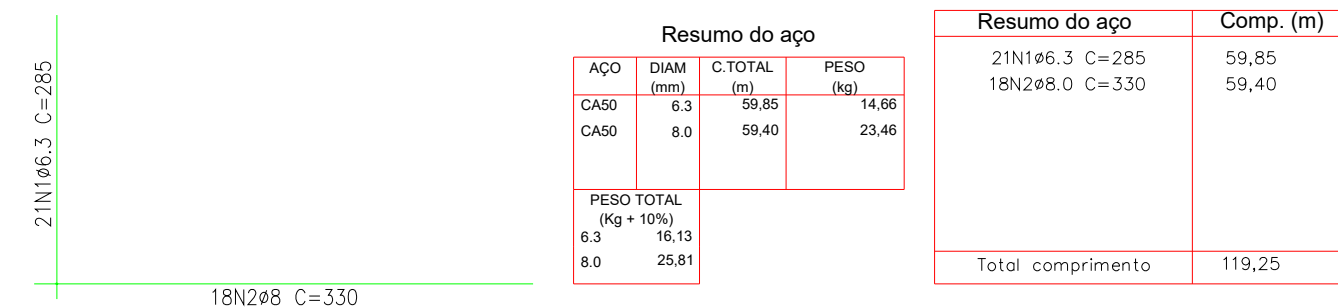 21N1ø6.3 C=285
18N2ø8 C=330
Resumo do aço
AÇO DIAM (mm) C.TOTAL (m) PESO (kg)
CA50 6.3 59,85 14,66
CA50 8.0 59,40 23,46
PESO TOTAL
(Kg + 10%)
6.3 16,13
8.0 25,81
Resumo do aço Comp. (m)
21N1ø6.3 C=285 59,85
18N2ø8.0 C=330 59,40
Total comprimento 119,25